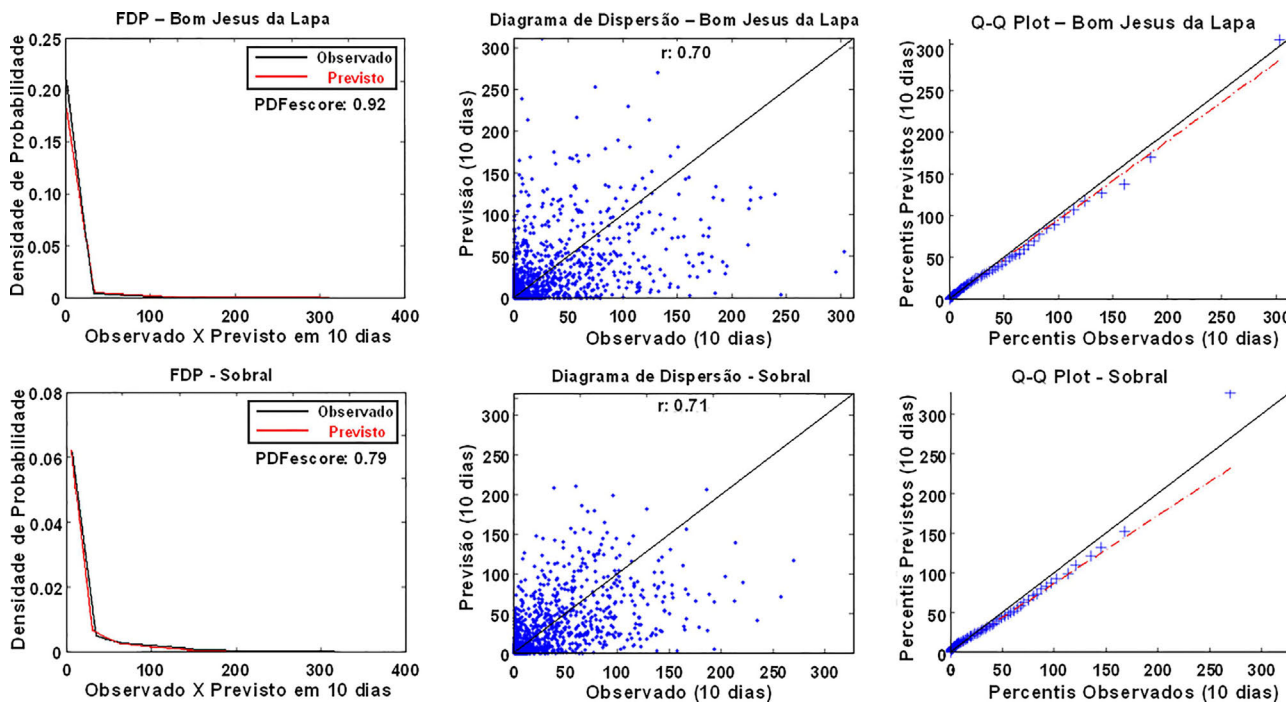 FDP – Bom Jesus da Lapa
Densidade de Probabilidade
0.25
0.20
0.15
0.10
0.05
0
Observado
Previsto
PDFescore: 0.92
0 100 200 300 400
Observado X Previsto em 10 dias
Diagrama de Dispersão – Bom Jesus da Lapa
r: 0.70
Previsão (10 dias)
300
250
200
150
100
50
0
0 50 100 150 200 250 300
Observado (10 dias)
Q-Q Plot – Bom Jesus da Lapa
Percentis Previstos (10 dias)
300
250
200
150
100
50
0
0 50 100 150 200 250 300
Percentis Observados (10 dias)
FDP - Sobral
Densidade de Probabilidade
0.08
0.06
0.04
0.02
0
Observado
Previsto
PDFescore: 0.79
0 100 200 300 400
Observado X Previsto em 10 dias
Diagrama de Dispersão - Sobral
r: 0.71
Previsão (10 dias)
300
250
200
150
100
50
0
0 50 100 150 200 250 300
Observado (10 dias)
Q-Q Plot - Sobral
Percentis Previstos (10 dias)
300
250
200
150
100
50
0
0 50 100 150 200 250 300
Percentis Observados (10 dias)